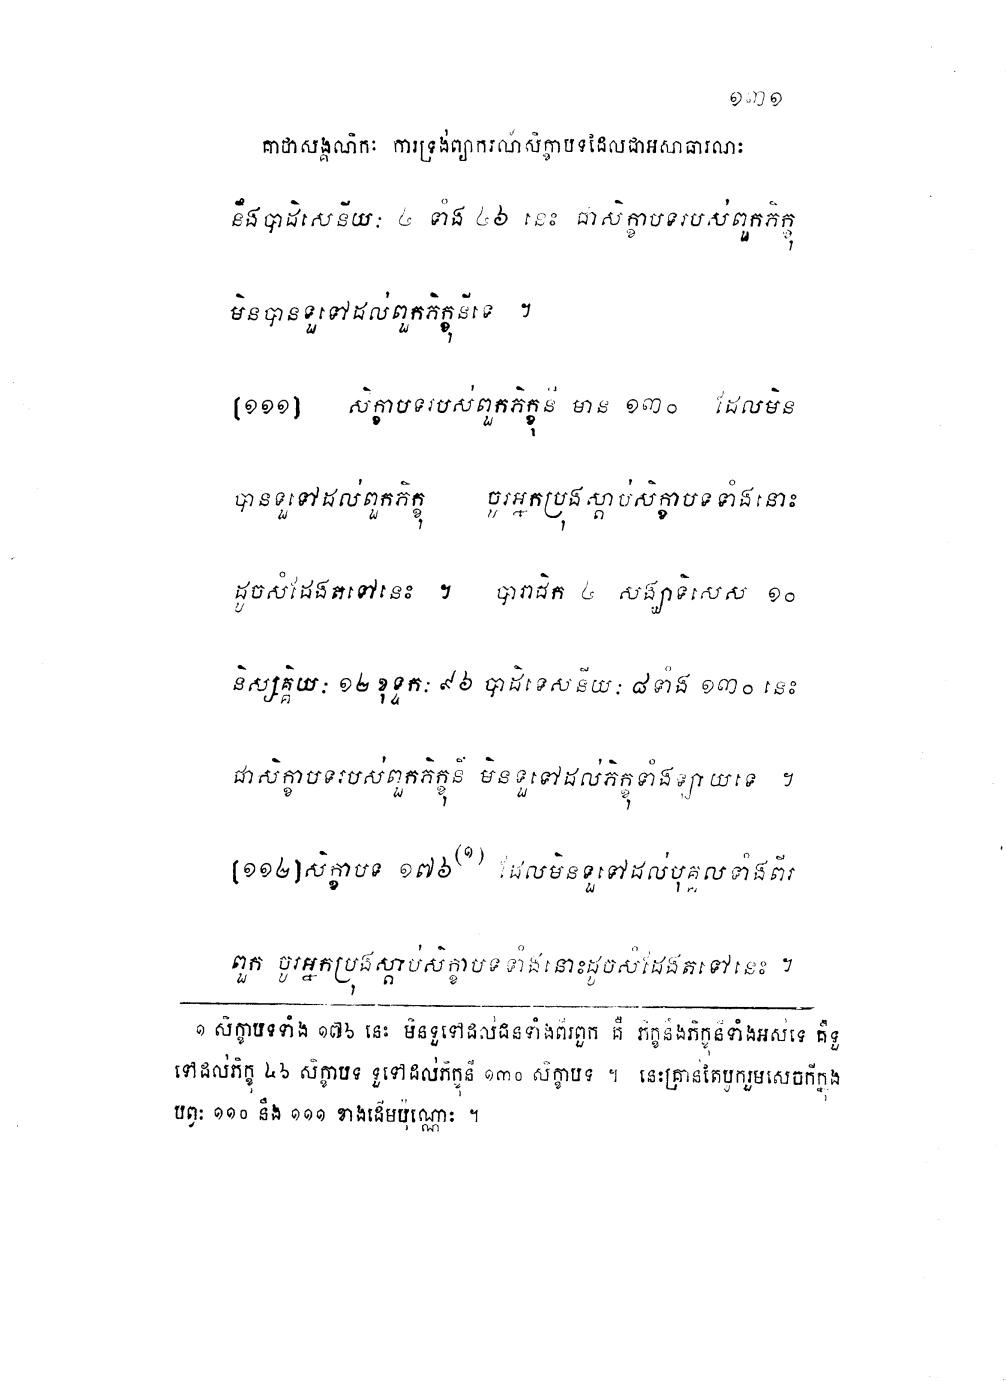 ១៣១
គាថាសង្គណិកៈ ការទ្រង់ព្យាករណ៍សិក្ខាបទដែលជាអសាធារណៈ
នឹងបាដិសេនីយៈ ៤ ទាំង ៤៦ នេះ ជាសិក្ខាបទរបស់ពួកភិក្ខុ
មិនបានទួទៅដល់ពួកភិក្ខុនីទេ ។
(១១១) សិក្ខាបទរបស់ពួកភិក្ខុនី មាន ១៣០ ដែលមិន
បានទួទៅដល់ពួកភិក្ខុ ចូរអ្នកប្រុងស្តាប់សិក្ខាបទទាំងនោះ
ដូចសំដែងតទៅនេះ ។ បារាជិក ៤ សង្ឃាទិសេស ១០
និស្សគ្គិយៈ ១២ ខុទ្ទកៈ ៩៦ បាដិទេសនីយៈ ៨ ទាំង ១៣០ នេះ
ជាសិក្ខាបទរបស់ពួកភិក្ខុនី មិនទួទៅដល់ភិក្ខុទាំងឡាយទេ ។
(១១២) សិក្ខាបទ ១៧៦(១) ដែលមិនទួទៅដល់បុគ្គលទាំងពីរ
ពួក ចូរអ្នកប្រុងស្តាប់សិក្ខាបទទាំងនោះដូចសំដែងតទៅនេះ ។
១ សិក្ខាបទទាំង ១៧៦ នេះ មិនទួទៅដល់ជនទាំងពីរពួក គឺ ភិក្ខុនិងភិក្ខុនីទាំងអស់ទេ គឺទួ
ទៅដល់ភិក្ខុ ៤៦ សិក្ខាបទ ទួទៅដល់ភិក្ខុនី ១៣០ សិក្ខាបទ ។ នេះគ្រាន់តែបូករួមសេចក្តីក្នុង
បព្វៈ ១១០ នឹង ១១១ ខាងដើមប៉ុណ្ណោះ ។